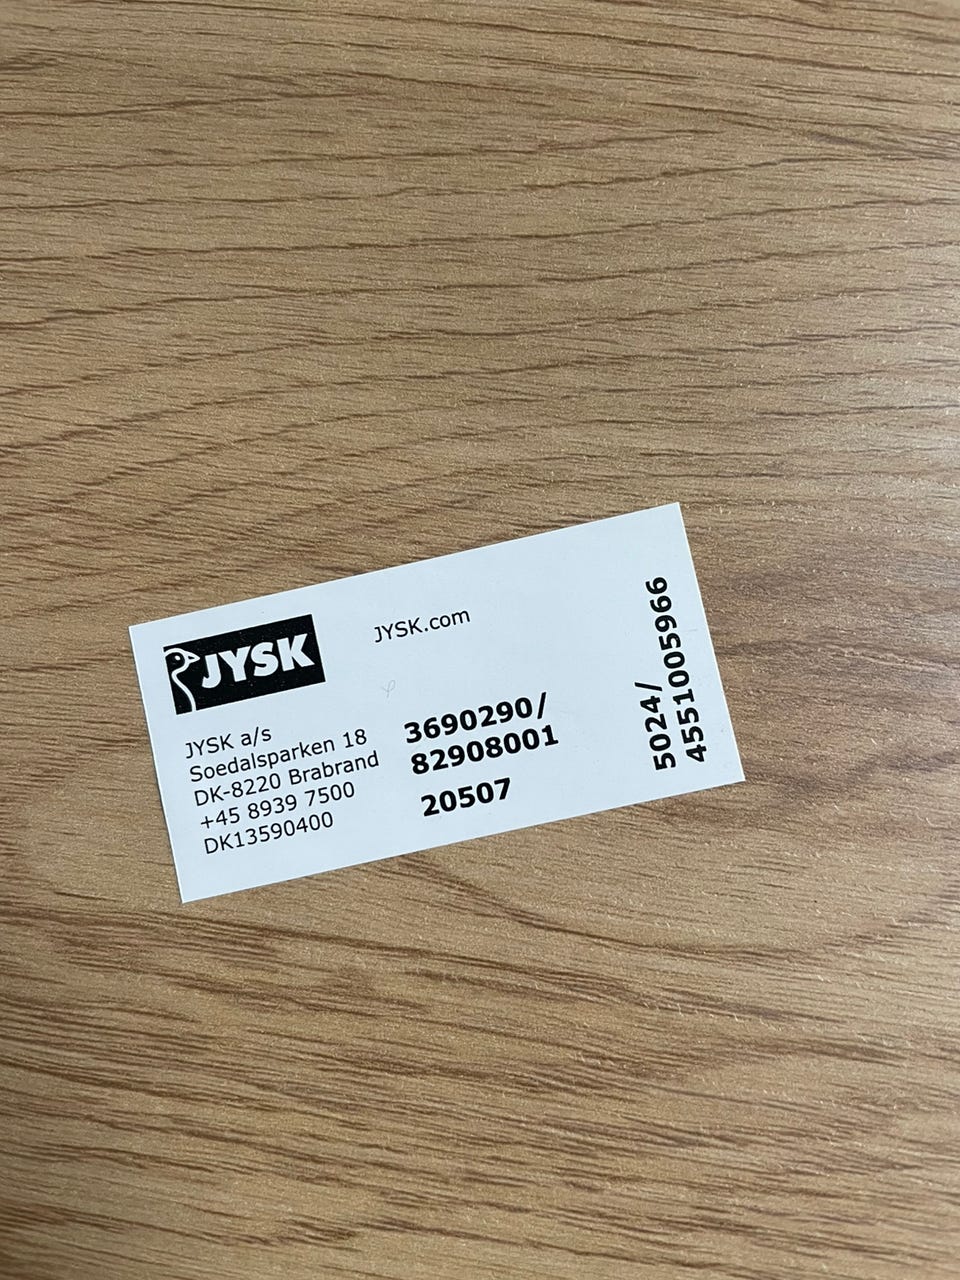 JYSK
JYSK.com
JYSK a/s
Soedalsparken 18
DK-8220 Brabrand
+45 8939 7500
DK13590400
3690290/
82908001
20507
5024/
4551005966